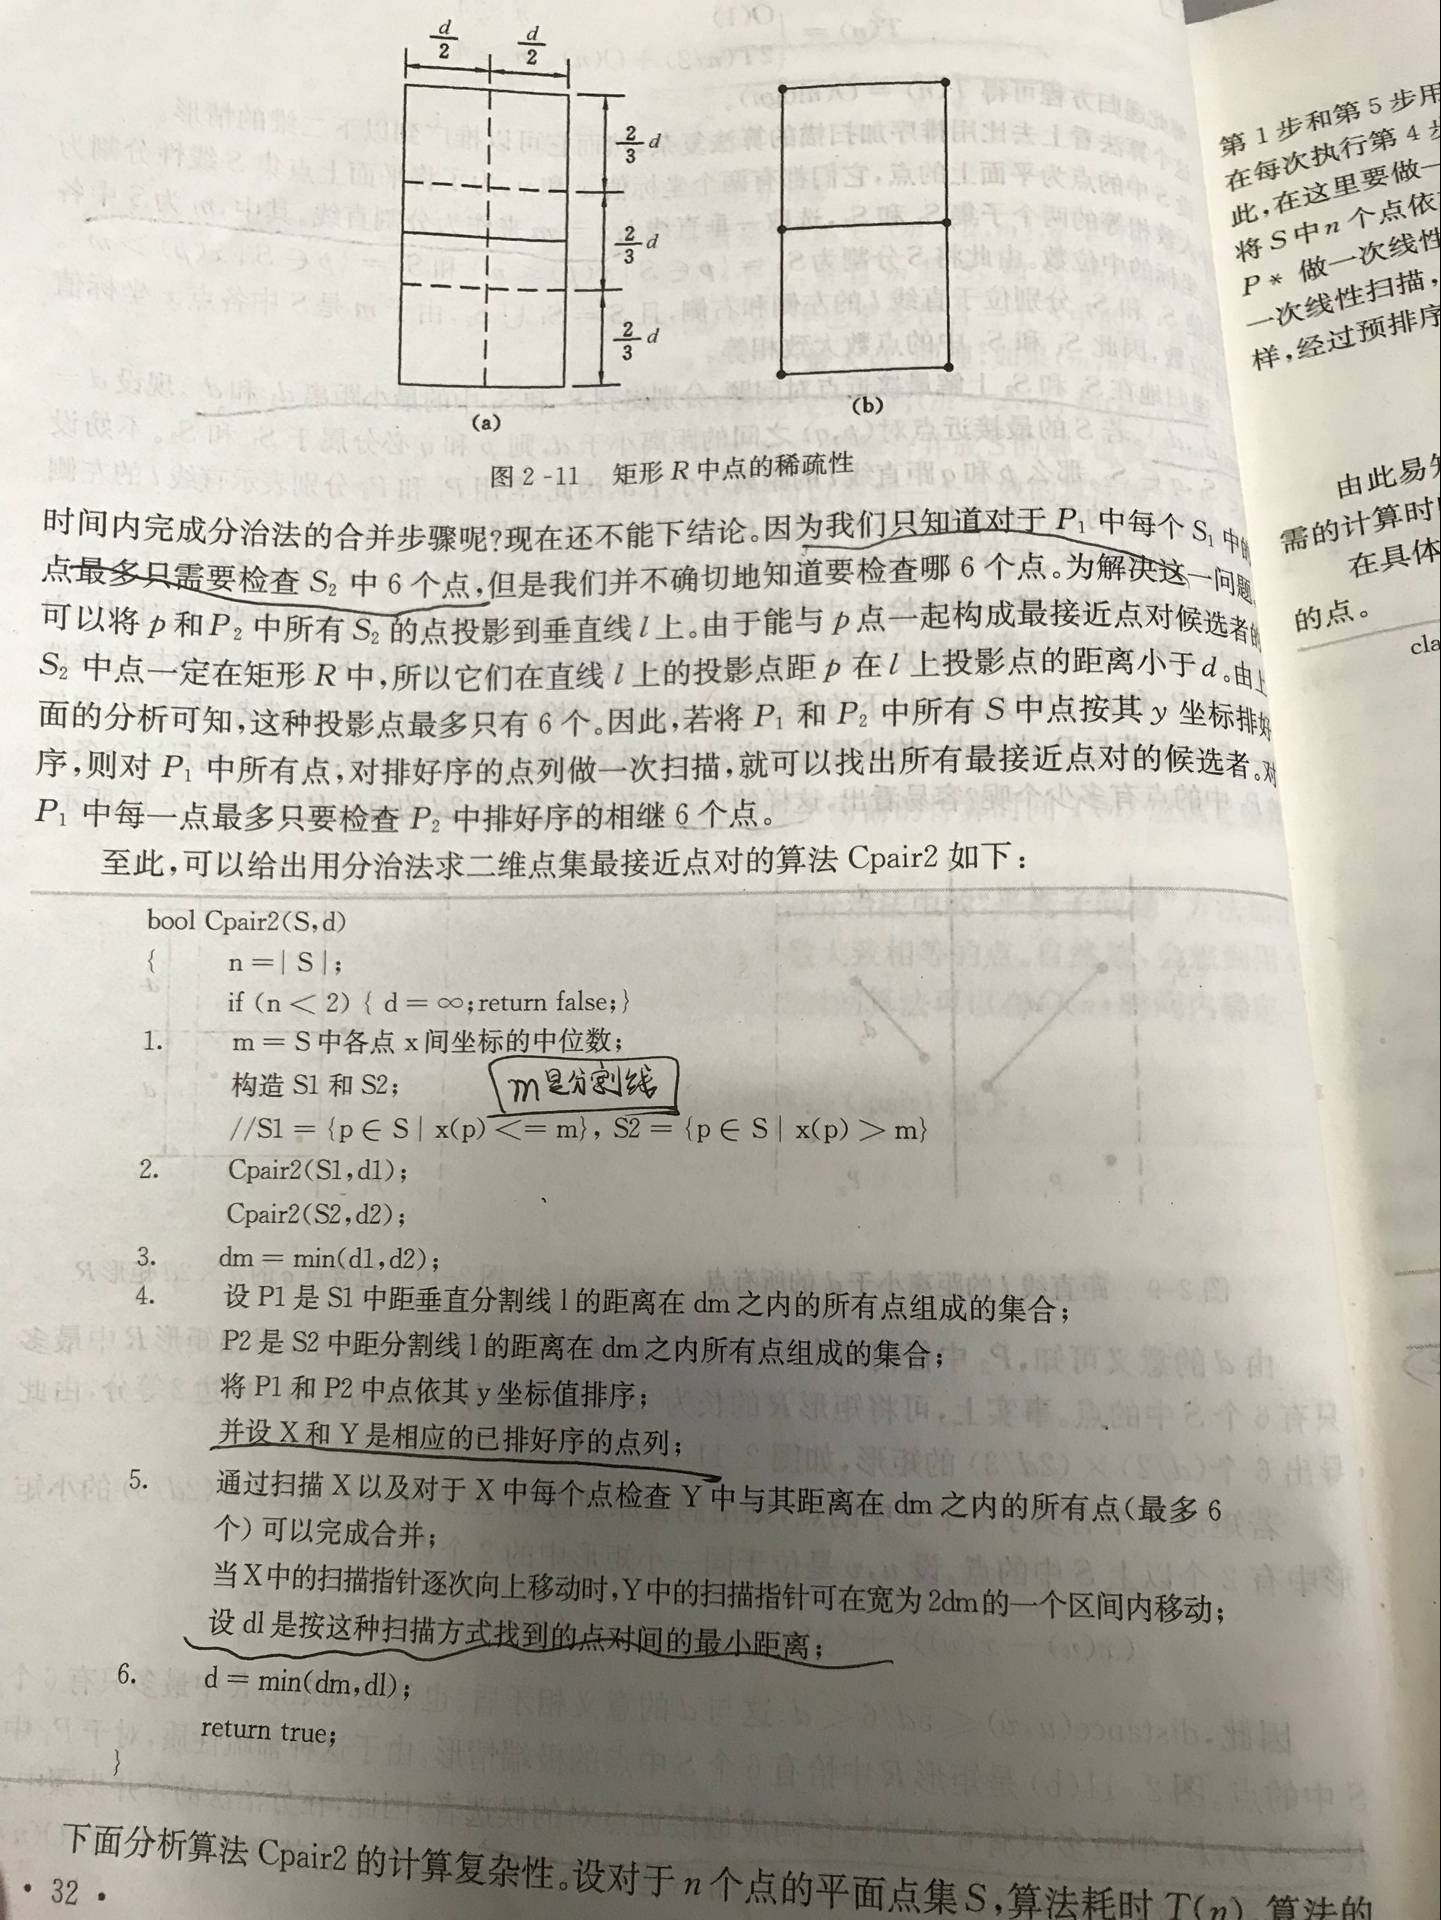 d/2 d/2
2/3 d
2/3 d
2/3 d
(a)
(b)
图 2-11 矩形 R 中点的稀疏性
时间内完成分治法的合并步骤呢?现在还不能下结论。因为我们只知道对于 P₁ 中每个 S₁ 中的
点最多只需要检查 S₂ 中 6 个点,但是我们并不确切地知道要检查哪 6 个点。为解决这一问题,
可以将 p 和 P₂ 中所有 S₂ 的点投影到垂直线 l 上。由于能与 p 点一起构成最接近点对候选者的
S₂ 中点一定在矩形 R 中,所以它们在直线 l 上的投影点距 p 在 l 上投影点的距离小于 d。由上
面的分析可知,这种投影点最多只有 6 个。因此,若将 P₁ 和 P₂ 中所有 S 中点按其 y 坐标排好
序,则对 P₁ 中所有点,对排好序的点列做一次扫描,就可以找出所有最接近点对的候选者。对
P₁ 中每一点最多只要检查 P₂ 中排好序的相继 6 个点。
至此,可以给出用分治法求二维点集最接近点对的算法 Cpair2 如下:
bool Cpair2(S,d)
{ n=| S |;
if (n < 2) { d = ∞;return false;}
1. m = S 中各点 x 间坐标的中位数;
构造 S1 和 S2;
m是分割线
//S1 = {p ∈ S | x(p) <= m}, S2 = {p ∈ S | x(p) > m}
2. Cpair2(S1,d1);
Cpair2(S2,d2);
3. dm = min(d1,d2);
4. 设 P1 是 S1 中距垂直分割线 l 的距离在 dm 之内的所有点组成的集合;
P2 是 S2 中距分割线 l 的距离在 dm 之内所有点组成的集合;
将 P1 和 P2 中点依其 y 坐标值排序;
并设 X 和 Y 是相应的已排好序的点列;
5. 通过扫描 X 以及对于 X 中每个点检查 Y 中与其距离在 dm 之内的所有点(最多 6
个) 可以完成合并;
当 X 中的扫描指针逐次向上移动时,Y 中的扫描指针可在宽为 2dm 的一个区间内移动;
设 dl 是按这种扫描方式找到的点对间的最小距离;
6. d = min(dm,dl);
return true;
}
下面分析算法 Cpair2 的计算复杂性。设对于 n 个点的平面点集 S,算法耗时 T(n) 算法的
· 32 ·
第 1 步和第 5 步用
在每次执行第 4 步
此,在这里要做一
将 S 中 n 个点依
P* 做一次线性
一次线性扫描,
样,经过预排序
由此易
需的计算时
在具体
的点。
cla